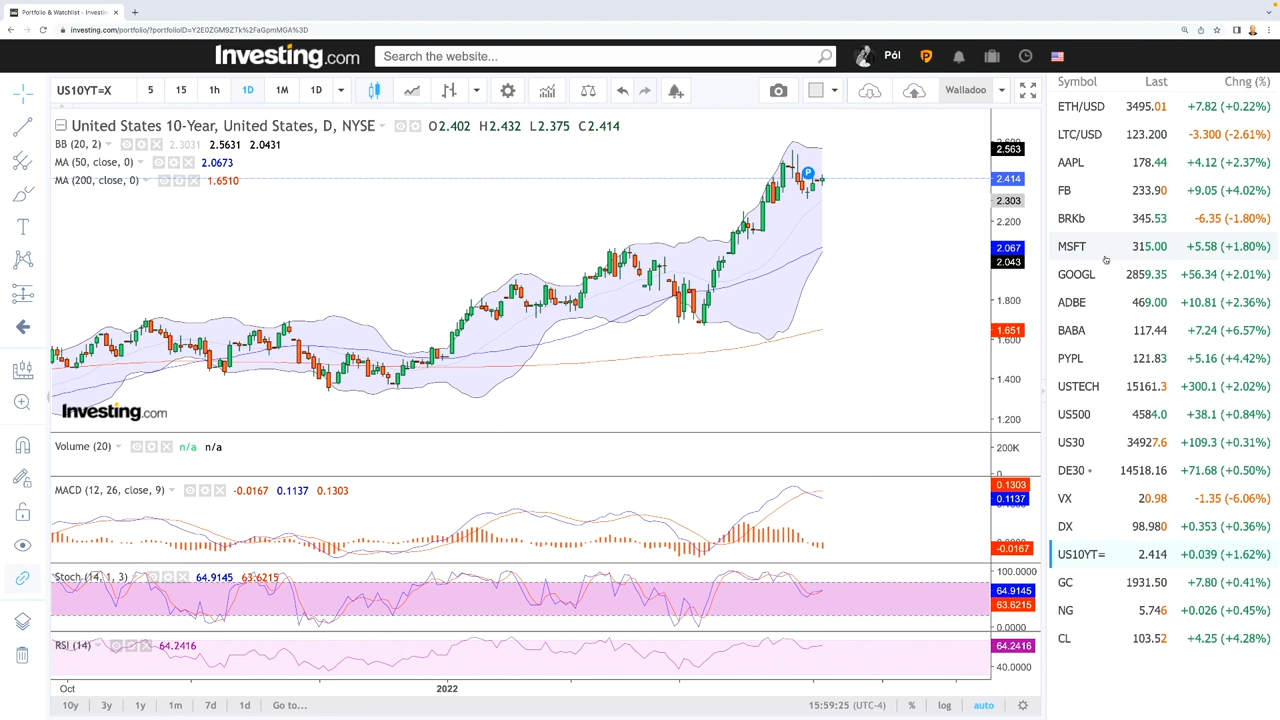 Portfolio & Watchlist - Investin
investing.com/portfolio/?portfolioID=Y2E0ZGM9ZTk%2FaGpmMGA%3D
Investing.com
Search the website...
Pól
US10YT=X 5 15 1h 1D 1M 1D Walladoo
United States 10-Year, United States, D, NYSE O 2.402 H 2.432 L 2.375 C 2.414
BB (20, 2) 2.3031 2.5631 2.0431
MA (50, close, 0) 2.0673
MA (200, close, 0) 1.6510
P
2.563
2.414
2.303
2.200
2.067
2.043
1.800
1.651
1.600
1.400
1.200
Investing.com
Volume (20) n/a n/a
200K
MACD (12, 26, close, 9) -0.0167 0.1137 0.1303
0.1303
0.1137
-0.0167
Stoch (14, 1, 3) 64.9145 63.6215
100.0000
64.9145
63.6215
0.0000
RSI (14) 64.2416
64.2416
40.0000
Oct 2022
10y 3y 1y 1m 7d 1d Go to... 15:59:25 (UTC-4) % log auto
Symbol Last Chng (%)
ETH/USD 3495.01 +7.82 (+0.22%)
LTC/USD 123.200 -3.300 (-2.61%)
AAPL 178.44 +4.12 (+2.37%)
FB 233.90 +9.05 (+4.02%)
BRKb 345.53 -6.35 (-1.80%)
MSFT 315.00 +5.58 (+1.80%)
GOOGL 2859.35 +56.34 (+2.01%)
ADBE 469.00 +10.81 (+2.36%)
BABA 117.44 +7.24 (+6.57%)
PYPL 121.83 +5.16 (+4.42%)
USTECH 15161.3 +300.1 (+2.02%)
US500 4584.0 +38.1 (+0.84%)
US30 34927.6 +109.3 (+0.31%)
DE30 14518.16 +71.68 (+0.50%)
VX 20.98 -1.35 (-6.06%)
DX 98.980 +0.353 (+0.36%)
US10YT= 2.414 +0.039 (+1.62%)
GC 1931.50 +7.80 (+0.41%)
NG 5.746 +0.026 (+0.45%)
CL 103.52 +4.25 (+4.28%)